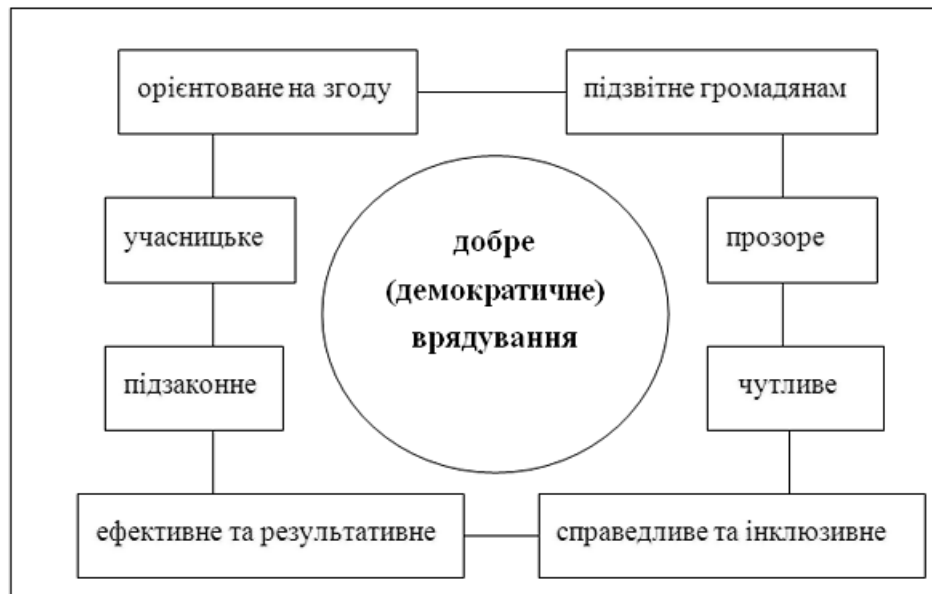 орієнтоване на згоду
підзвітне громадянам
учасницьке
прозоре
добре
(демократичне)
врядування
підзаконне
чутливе
ефективне та результативне
справедливе та інклюзивне